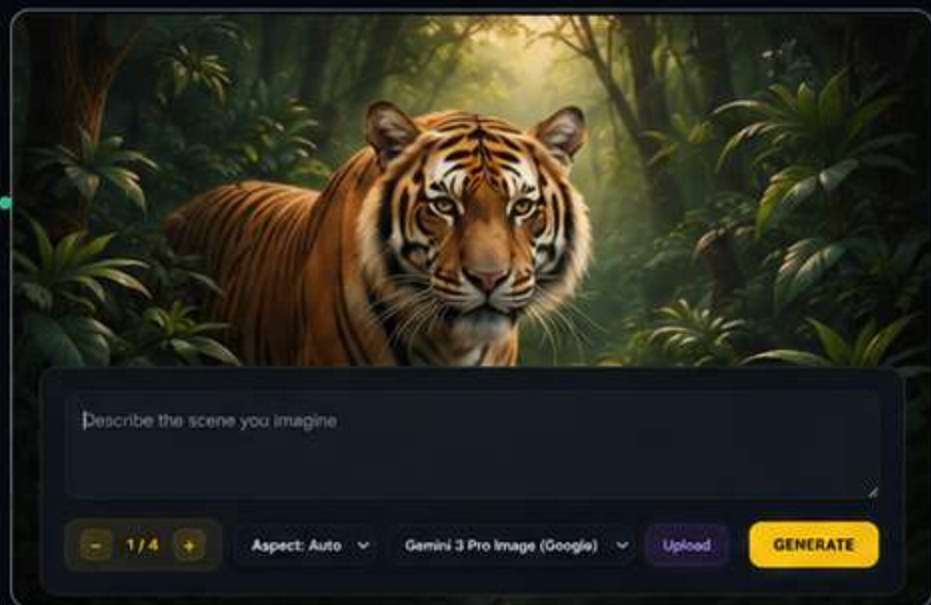 Describe the scene you imagine
− 1 / 4 + Aspect: Auto Gemini 3 Pro Image (Google) Upload GENERATE